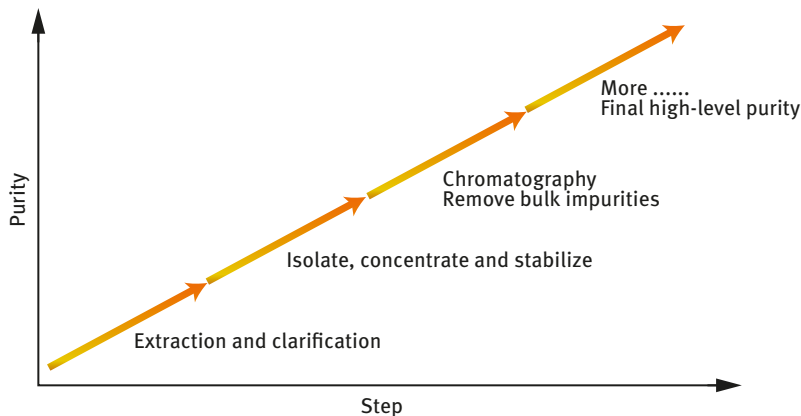 More ......
Final high-level purity
Chromatography
Remove bulk impurities
Isolate, concentrate and stabilize
Extraction and clarification
Purity
Step